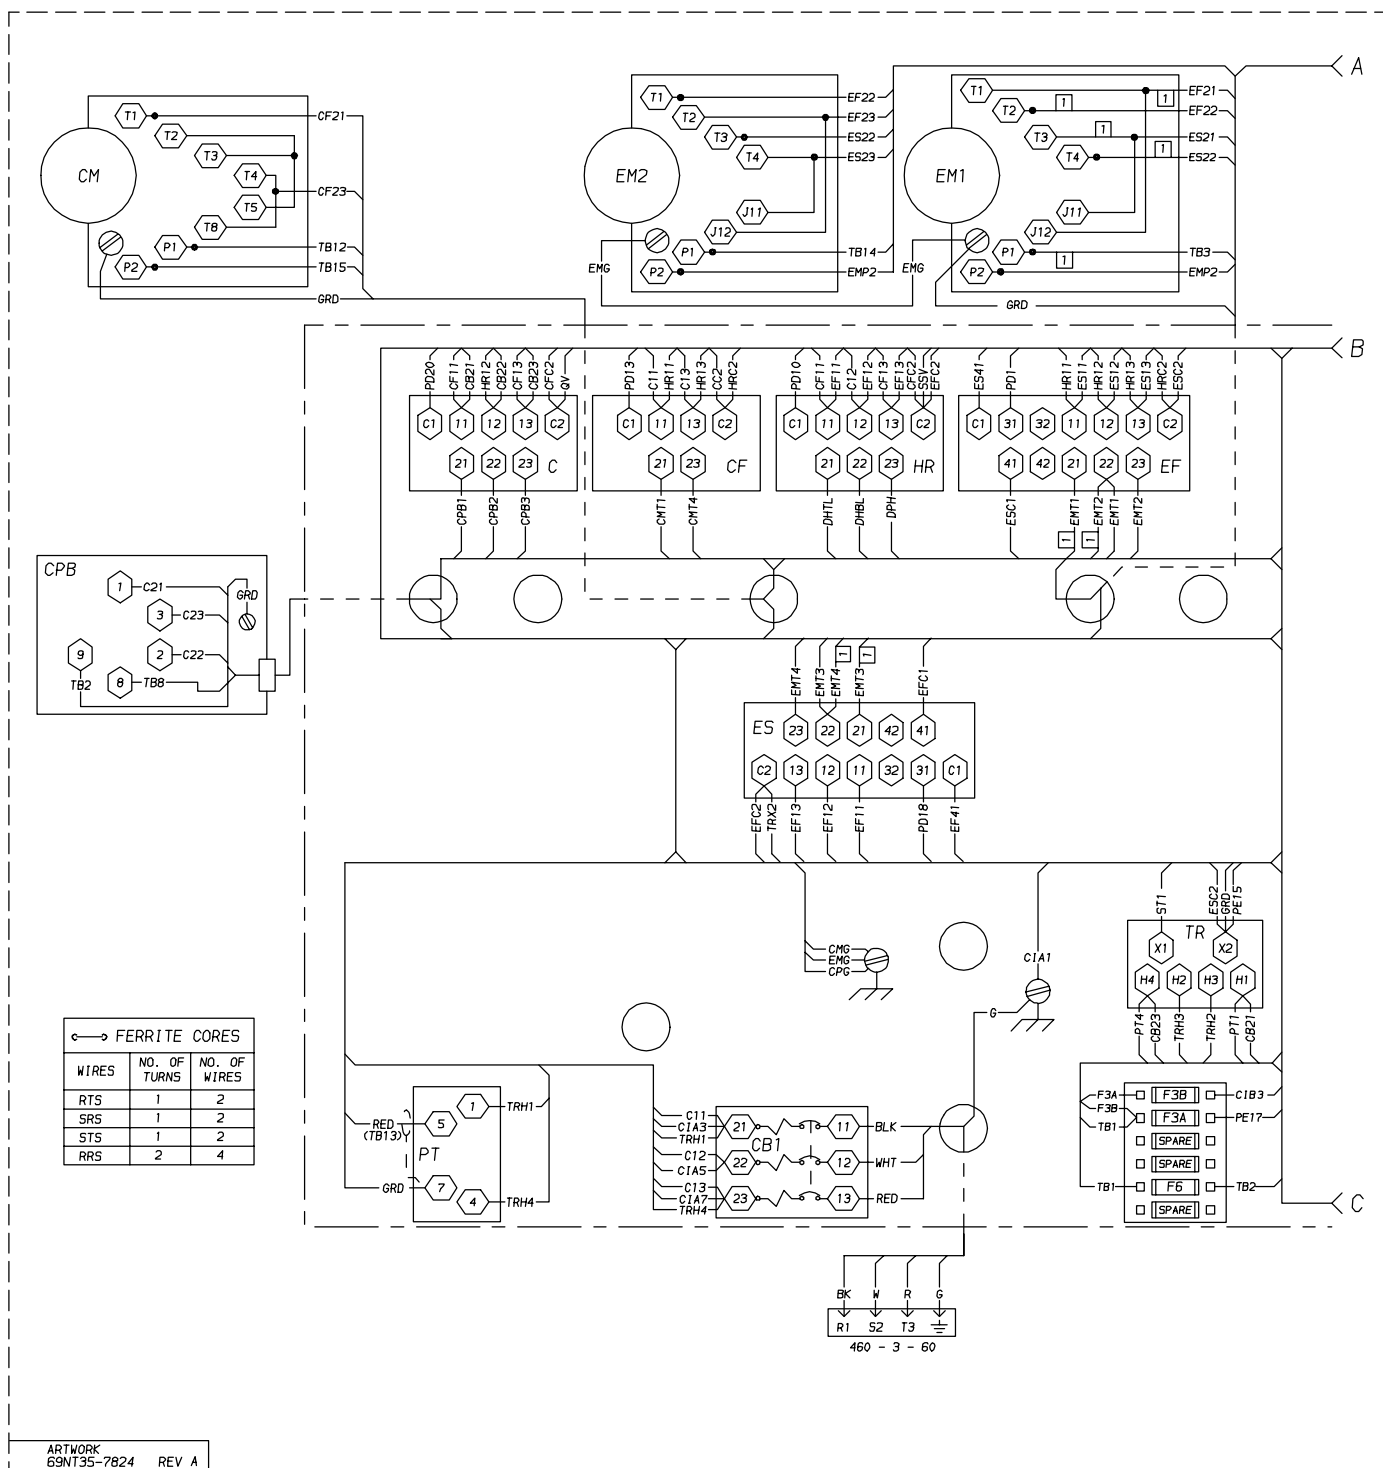 A
CM
T1
CF21
T2
T3
T4
CF23
T5
T8
P1
TB12
P2
TB15
GRD
EM2
T1
EF22
T2
EF23
T3
ES22
T4
ES23
J11
J12
P1
TB14
P2
EMP2
EMG
EM1
T1
1
EF21
T2
1
EF22
T3
1
ES21
T4
1
ES22
J11
J12
P1
1
TB3
P2
EMP2
EMG
GRD
B
PD20
CF11
CB21
HR12
CB22
CF13
CB23
CFC2
QV
C1
11
12
13
C2
21
22
23
C
CPB1
CPB2
CPB3
PD13
C11
HR11
C13
HR13
CC2
HRC2
C1
11
13
C2
21
23
CF
CMT1
CMT4
PD10
CF11
EF11
C12
EF12
CF13
EF13
CFC2
SSV
EFC2
C1
11
12
13
C2
21
22
23
HR
DHTL
DHBL
DPH
ES41
PD1
HR11
ES11
HR12
ES12
HR13
ES13
HRC2
ESC2
C1
31
32
11
12
13
C2
41
42
21
22
23
EF
ESC1
EMT1
EMT2
EMT1
EMT2
1
1
CPB
1
C21
GRD
3
C23
9
2
C22
TB2
8
TB8
EMT4
EMT3
EMT4
1
EMT3
1
EFC1
ES
23
22
21
42
41
C2
13
12
11
32
31
C1
EFC2
TRX2
EF13
EF12
EF11
PD18
EF41
CMG
EMG
CPG
CIA1
G
ST1
ESC2
GRD
PE15
TR
X1
X2
H4
H2
H3
H1
PT4
CB23
TRH3
TRH2
PT1
CB21
F3A
F3B
CIB3
F3B
F3A
PE17
TB1
SPARE
SPARE
TB1
F6
TB2
SPARE
C
FERRITE CORES
WIRES NO. OF TURNS NO. OF WIRES
RTS 1 2
SRS 1 2
STS 1 2
RRS 2 4
1
TRH1
RED
(TB13)
5
PT
GRD
7
4
TRH4
C11
CIA3
TRH1
21
11
BLK
CB1
C12
CIA5
22
12
WHT
C13
CIA7
TRH4
23
13
RED
BK W R G
R1 S2 T3
460 - 3 - 60
ARTWORK
69NT35-7824 REV A